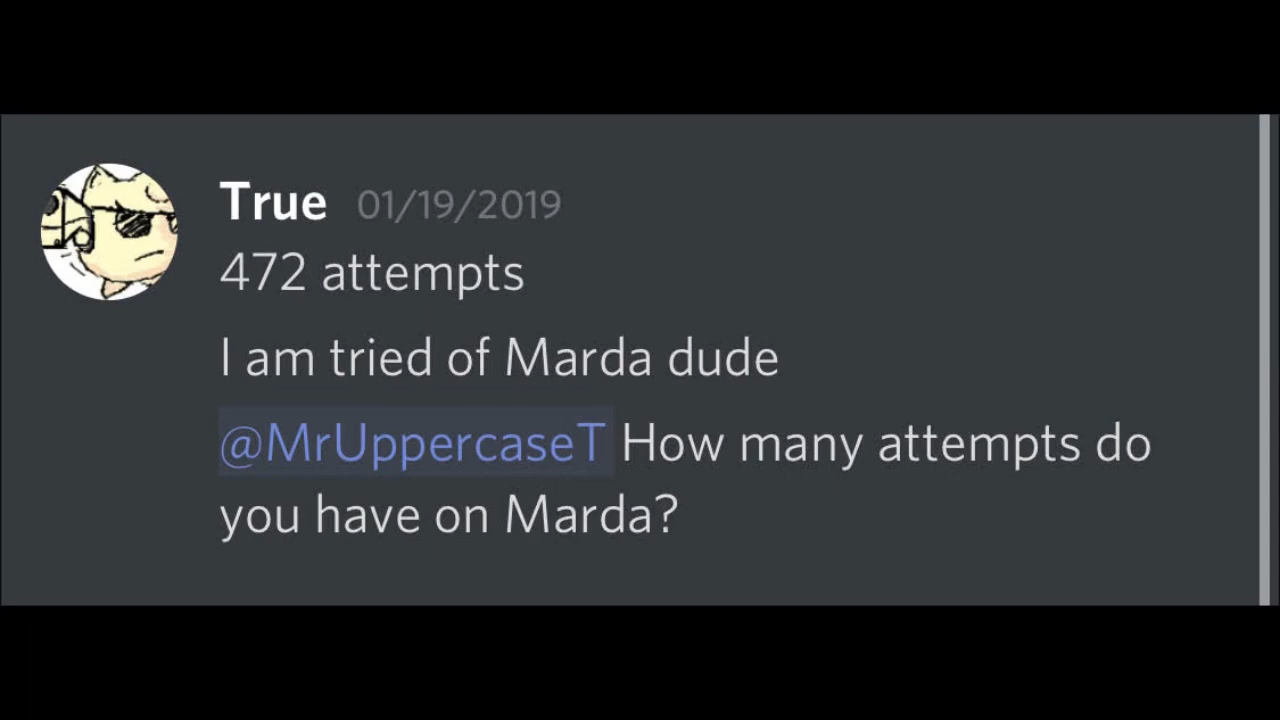 True 01/19/2019
472 attempts
I am tried of Marda dude
@MrUppercaseT How many attempts do
you have on Marda?